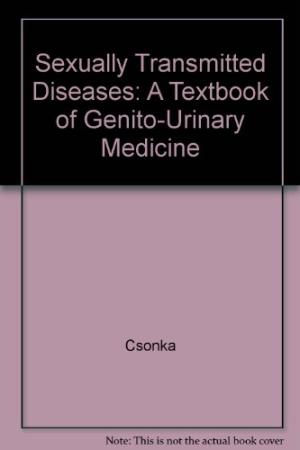 Sexually Transmitted
Diseases: A Textbook
of Genito-Urinary
Medicine
Csonka
Note: This is not the actual book cover